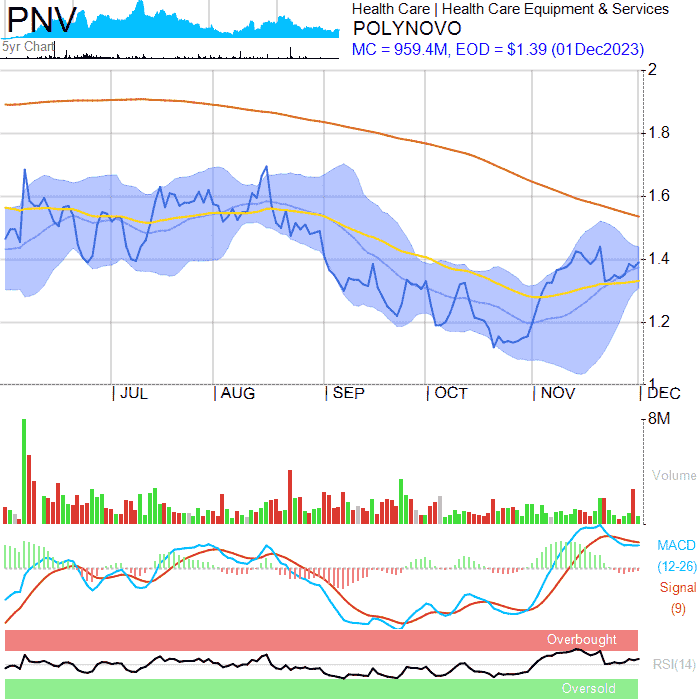 PNV
5yr Chart
Health Care | Health Care Equipment & Services
POLYNOVO
MC = 959.4M, EOD = $1.39 (01Dec2023)
2
1.8
1.6
1.4
1.2
1
JUL
AUG
SEP
OCT
NOV
DEC
8M
Volume
MACD
(12-26)
Signal
(9)
Overbought
RSI(14)
Oversold